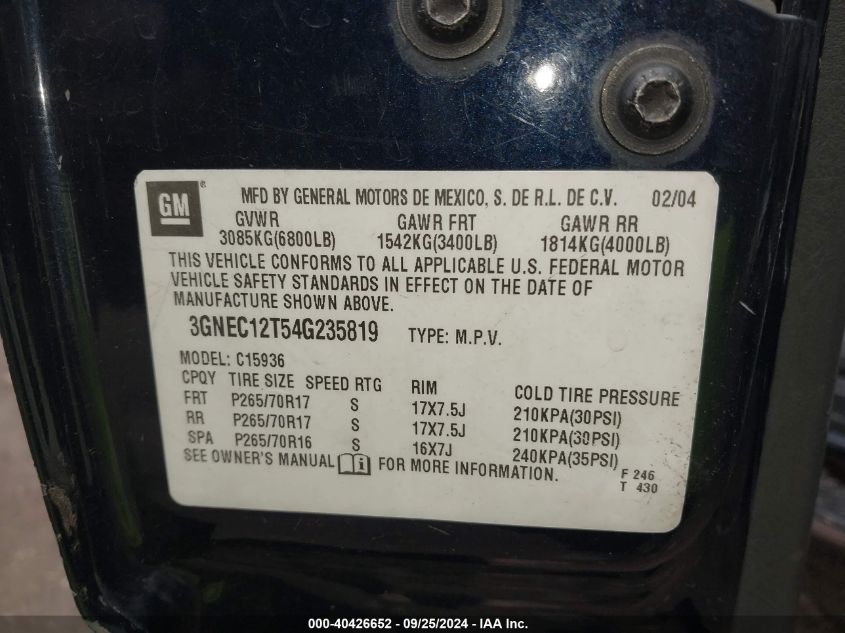 GM® MFD BY GENERAL MOTORS DE MEXICO, S. DE R.L. DE C.V. 02/04
GVWR GAWR FRT GAWR RR
3085KG(6800LB) 1542KG(3400LB) 1814KG(4000LB)
THIS VEHICLE CONFORMS TO ALL APPLICABLE U.S. FEDERAL MOTOR
VEHICLE SAFETY STANDARDS IN EFFECT ON THE DATE OF
MANUFACTURE SHOWN ABOVE.
3GNEC12T54G235819 TYPE: M.P.V.
MODEL: C15936
CPQY TIRE SIZE SPEED RTG RIM COLD TIRE PRESSURE
FRT P265/70R17 S 17X7.5J 210KPA(30PSI)
RR P265/70R17 S 17X7.5J 210KPA(30PSI)
SPA P265/70R16 S 16X7J 240KPA(35PSI)
SEE OWNER'S MANUAL FOR MORE INFORMATION.
F 246
T 430
000-40426652 - 09/25/2024 - IAA Inc.